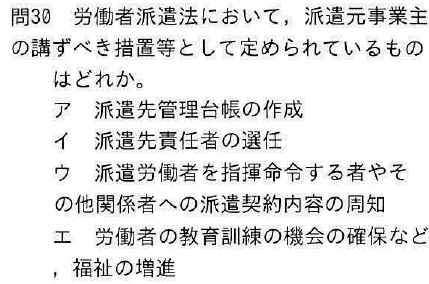 問30 労働者派遣法において，派遣元事業主
の講ずべき措置等として定められているもの
はどれか。
ア 派遣先管理台帳の作成
イ 派遣先責任者の選任
ウ 派遣労働者を指揮命令する者やそ
の他関係者への派遣契約内容の周知
エ 労働者の教育訓練の機会の確保など
，福祉の増進